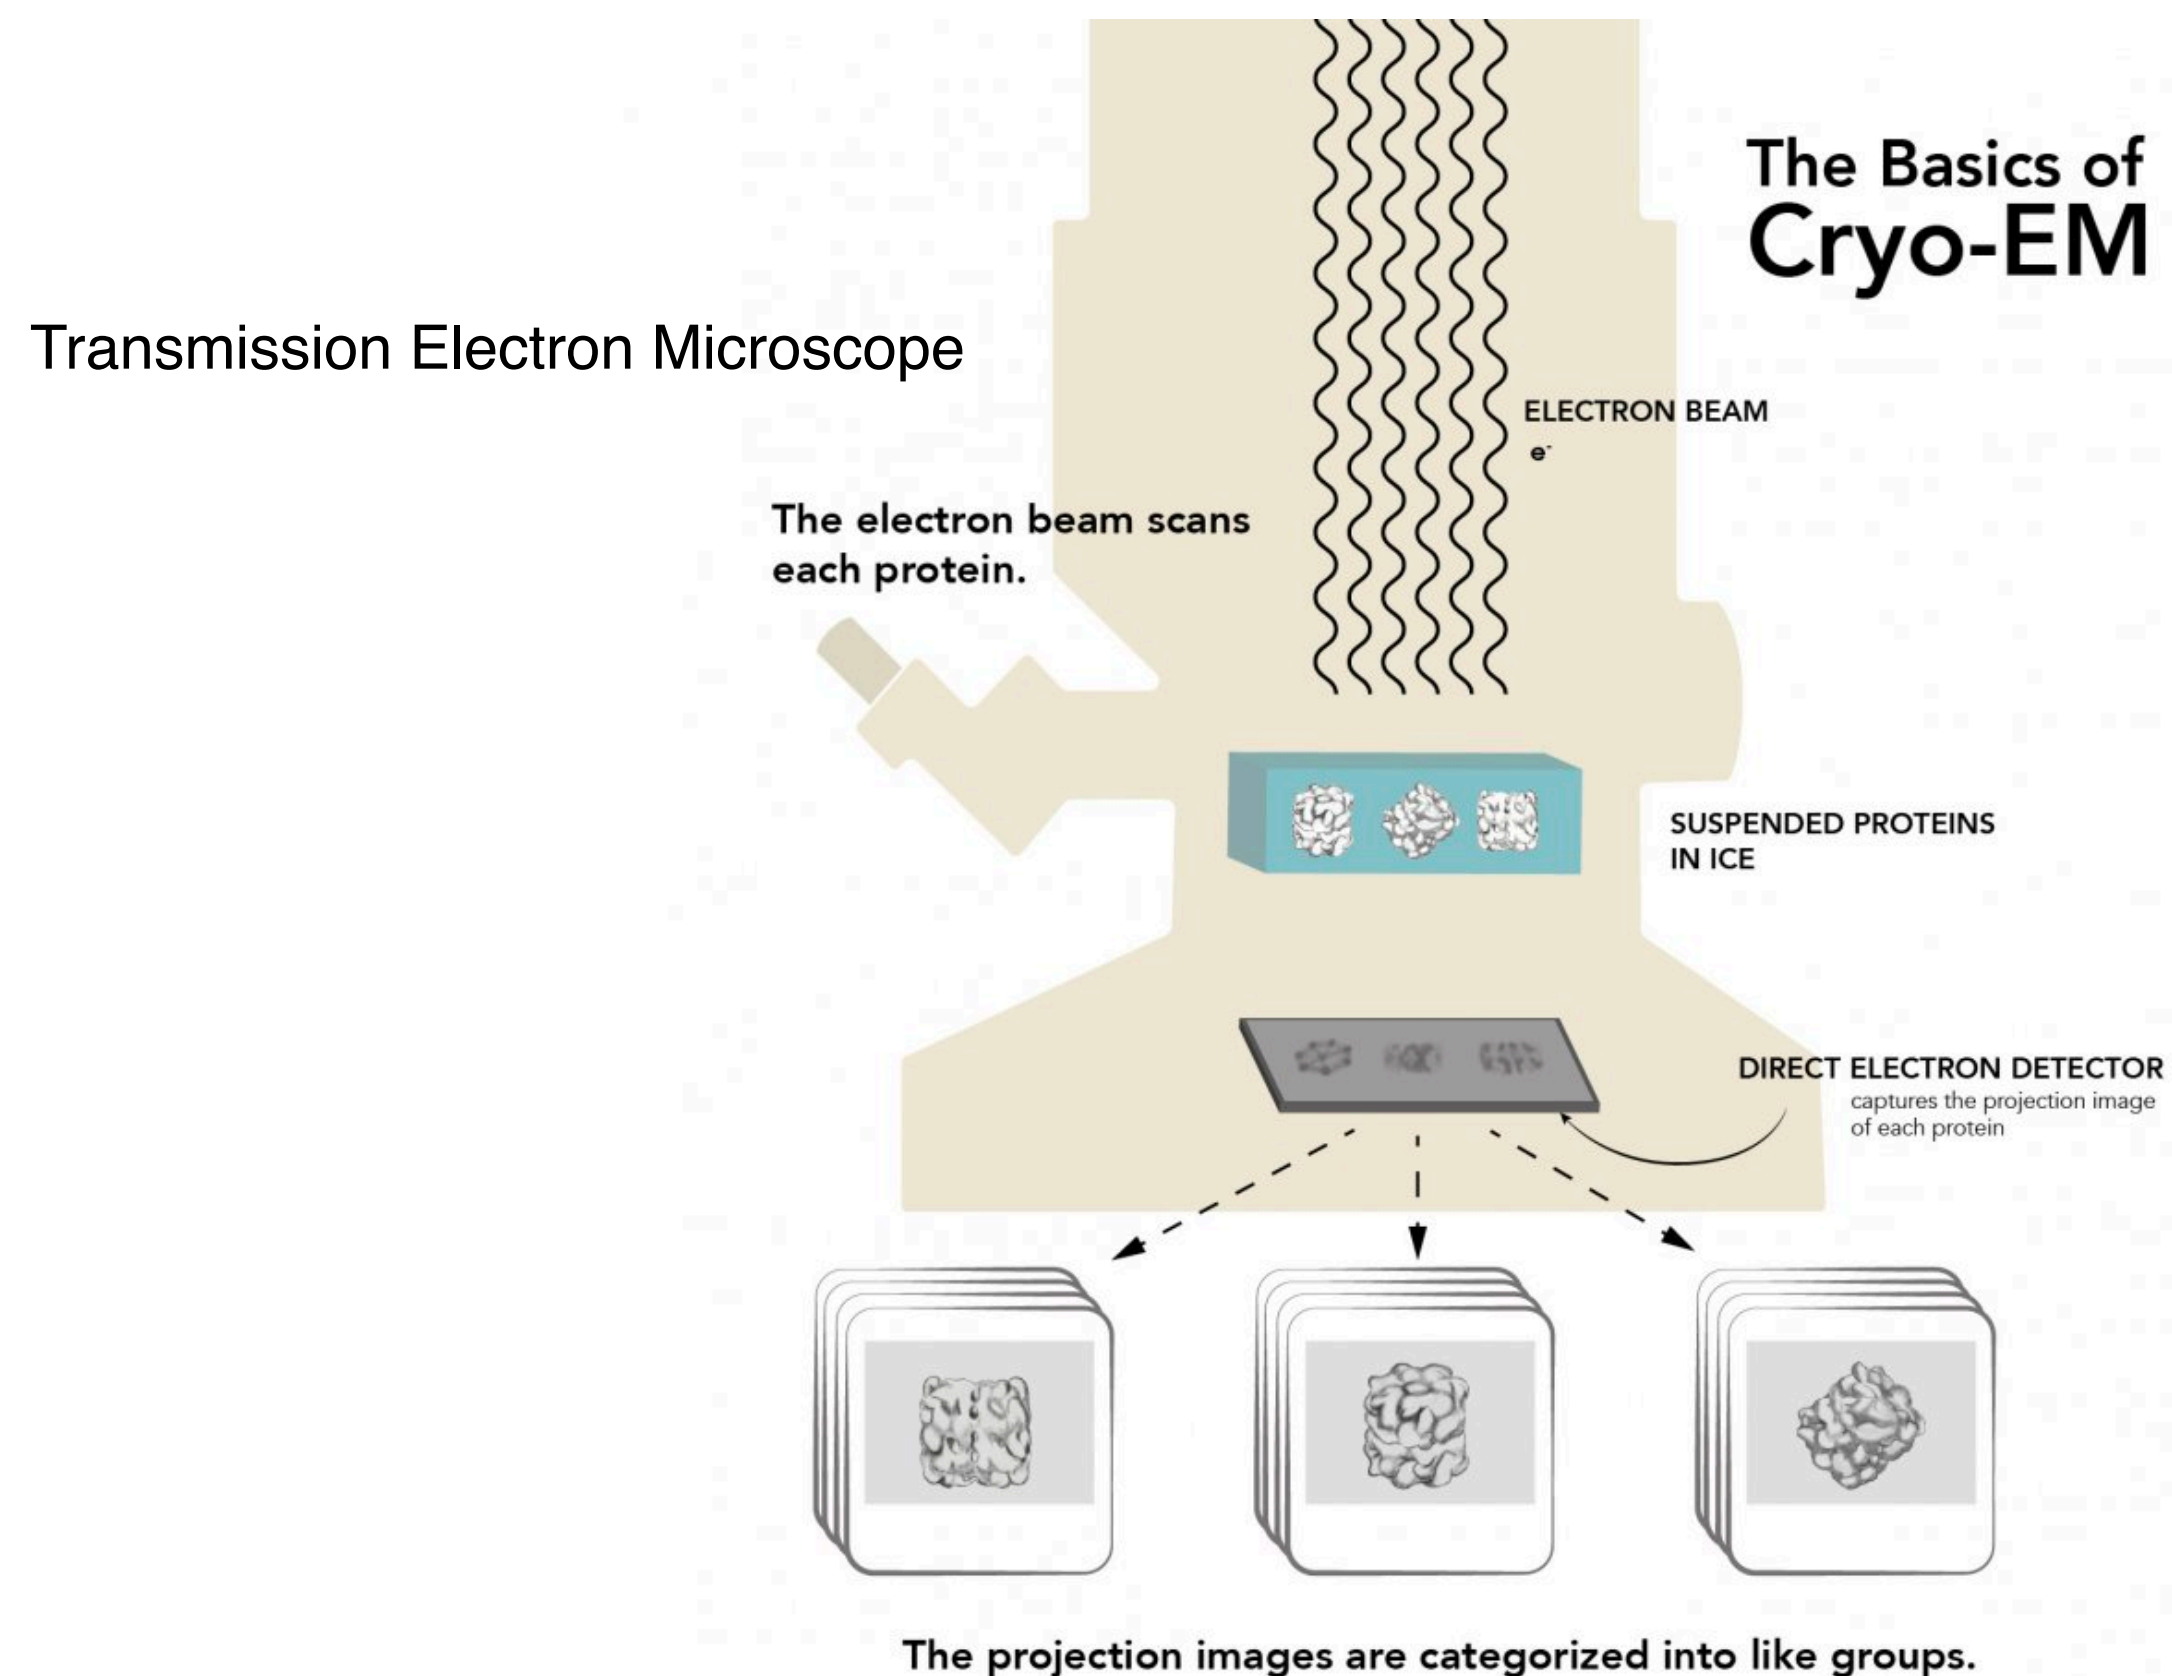 The Basics of
Cryo-EM
Transmission Electron Microscope
ELECTRON BEAM
e⁻
The electron beam scans
each protein.
SUSPENDED PROTEINS
IN ICE
DIRECT ELECTRON DETECTOR
captures the projection image
of each protein
The projection images are categorized into like groups.